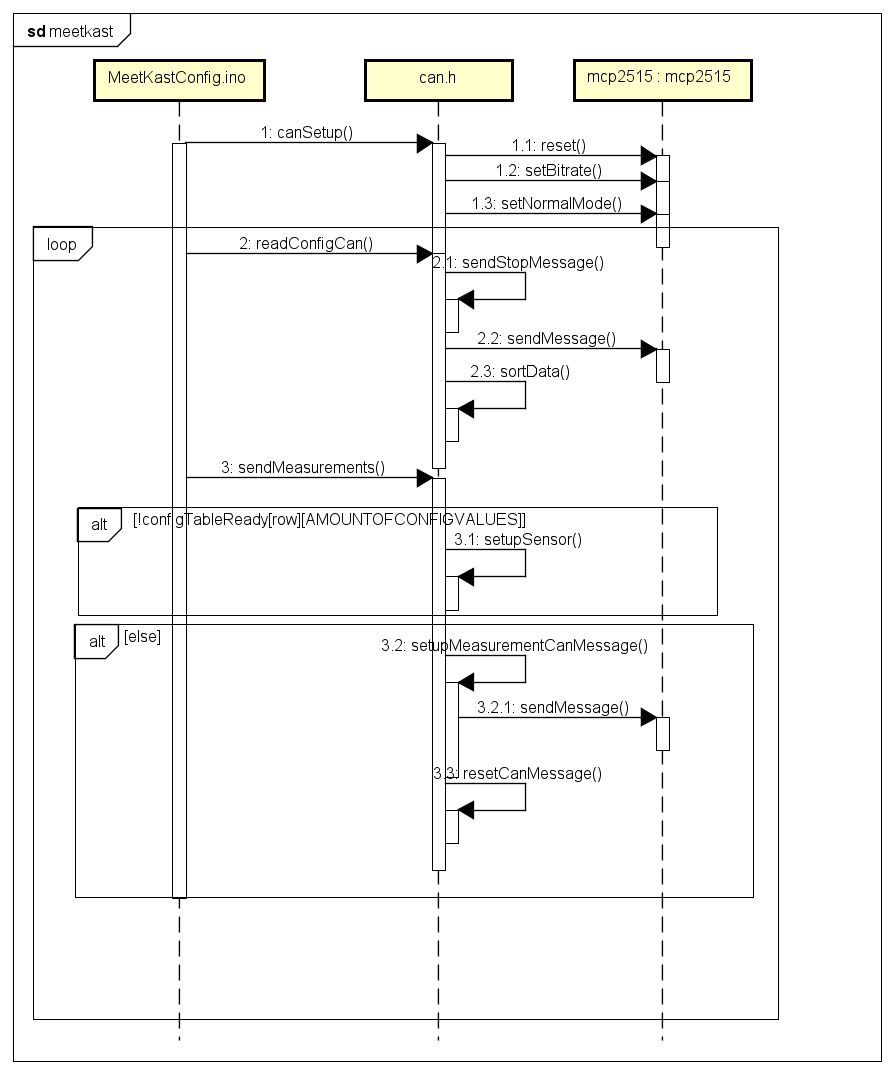 sd meetkast
MeetKastConfig.ino
can.h
mcp2515 : mcp2515
1: canSetup()
1.1: reset()
1.2: setBitrate()
1.3: setNormalMode()
loop
2: readConfigCan()
2.1: sendStopMessage()
2.2: sendMessage()
2.3: sortData()
3: sendMeasurements()
alt
[!configTableReady[row][AMOUNTOFCONFIGVALUES]]
3.1: setupSensor()
alt
[else]
3.2: setupMeasurementCanMessage()
3.2.1: sendMessage()
3.3: resetCanMessage()